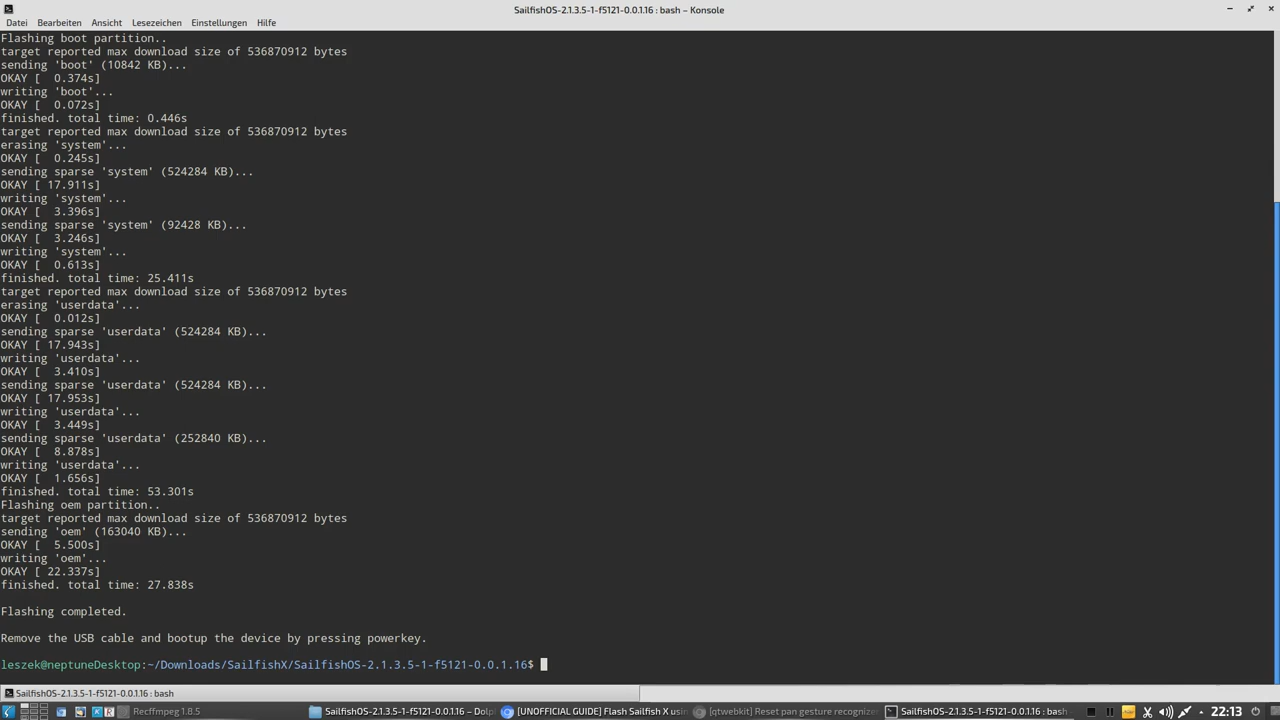 SailfishOS-2.1.3.5-1-f5121-0.0.1.16 : bash – Konsole
Datei Bearbeiten Ansicht Lesezeichen Einstellungen Hilfe
Flashing boot partition..
target reported max download size of 536870912 bytes
sending 'boot' (10842 KB)...
OKAY [  0.374s]
writing 'boot'...
OKAY [  0.072s]
finished. total time: 0.446s
target reported max download size of 536870912 bytes
erasing 'system'...
OKAY [  0.245s]
sending sparse 'system' (524284 KB)...
OKAY [ 17.911s]
writing 'system'...
OKAY [  3.396s]
sending sparse 'system' (92428 KB)...
OKAY [  3.246s]
writing 'system'...
OKAY [  0.613s]
finished. total time: 25.411s
target reported max download size of 536870912 bytes
erasing 'userdata'...
OKAY [  0.012s]
sending sparse 'userdata' (524284 KB)...
OKAY [ 17.943s]
writing 'userdata'...
OKAY [  3.410s]
sending sparse 'userdata' (524284 KB)...
OKAY [ 17.953s]
writing 'userdata'...
OKAY [  3.449s]
sending sparse 'userdata' (252840 KB)...
OKAY [  8.878s]
writing 'userdata'...
OKAY [  1.656s]
finished. total time: 53.301s
Flashing oem partition..
target reported max download size of 536870912 bytes
sending 'oem' (163040 KB)...
OKAY [  5.500s]
writing 'oem'...
OKAY [ 22.337s]
finished. total time: 27.838s
Flashing completed.
Remove the USB cable and bootup the device by pressing powerkey.
leszek@neptuneDesktop:~/Downloads/SailfishX/SailfishOS-2.1.3.5-1-f5121-0.0.1.16$
SailfishOS-2.1.3.5-1-f5121-0.0.1.16 : bash
Recffmpeg 1.8.5 SailfishOS-2.1.3.5-1-f5121-0.0.1.16 – Dolp [UNOFFICIAL GUIDE] Flash Sailfish X usin [qtwebkit] Reset pan gesture recognize SailfishOS-2.1.3.5-1-f5121-0.0.1.16 : bash 22:13